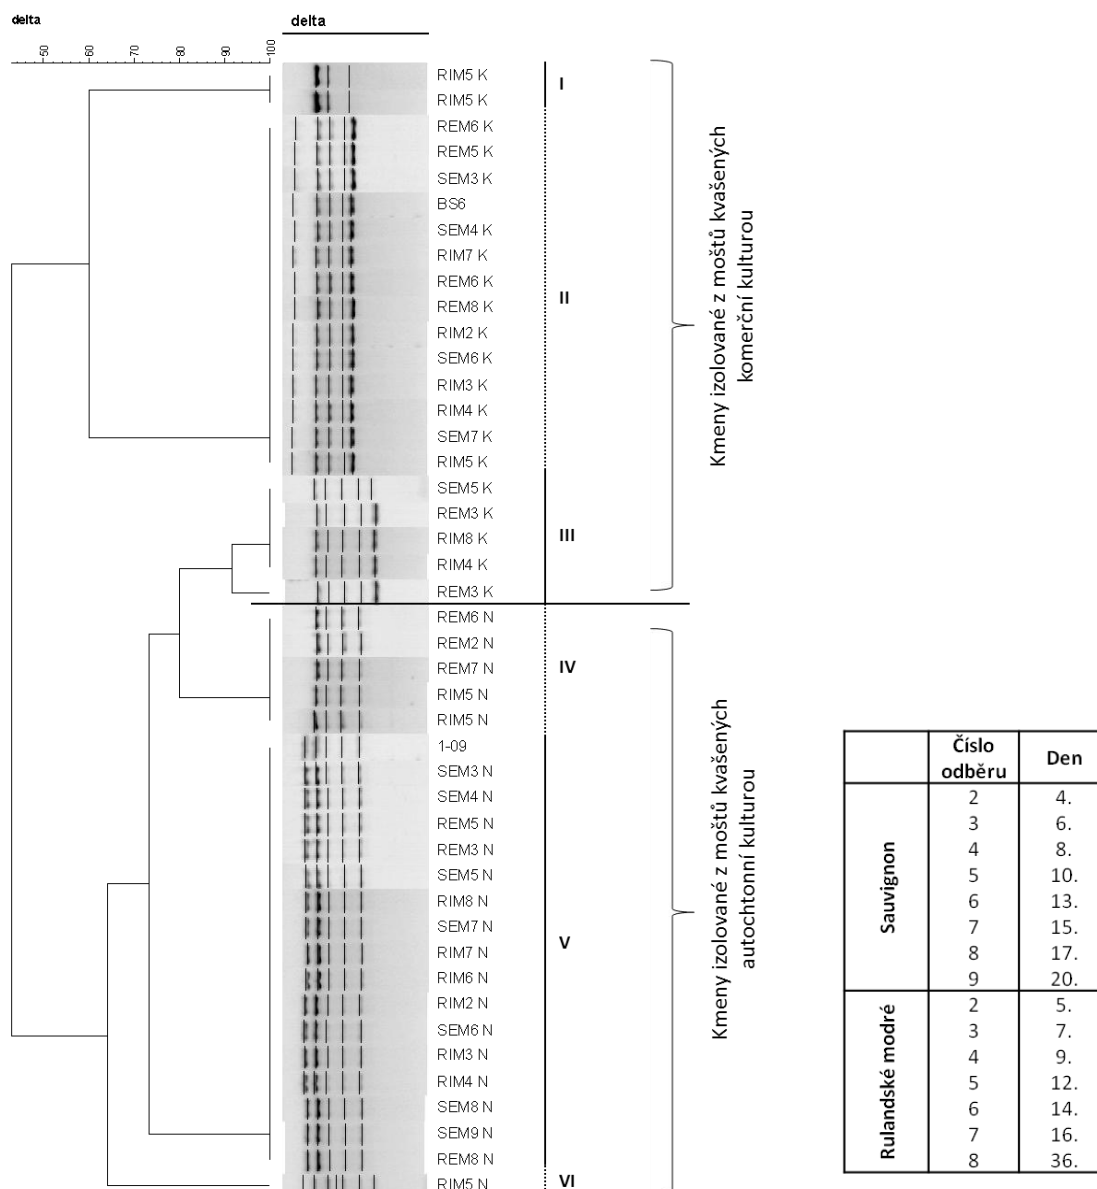 delta
delta
50
60
70
80
90
100
RIM5 K
RIM5 K
REM6 K
REM5 K
SEM3 K
BS6
SEM4 K
RIM7 K
REM6 K
REM8 K
RIM2 K
SEM6 K
RIM3 K
RIM4 K
SEM7 K
RIM5 K
SEM5 K
REM3 K
RIM8 K
RIM4 K
REM3 K
REM6 N
REM2 N
REM7 N
RIM5 N
RIM5 N
1-09
SEM3 N
SEM4 N
REM5 N
REM3 N
SEM5 N
RIM8 N
SEM7 N
RIM7 N
RIM6 N
RIM2 N
SEM6 N
RIM3 N
RIM4 N
SEM8 N
SEM9 N
REM8 N
RIM5 N
I
II
III
IV
V
VI
Kmeny izolované z moštů kvašených
komerční kulturou
Kmeny izolované z moštů kvašených
autochtonní kulturou
Číslo
odběru
Den
Sauvignon
2 4.
3 6.
4 8.
5 10.
6 13.
7 15.
8 17.
9 20.
Rulandské modré
2 5.
3 7.
4 9.
5 12.
6 14.
7 16.
8 36.